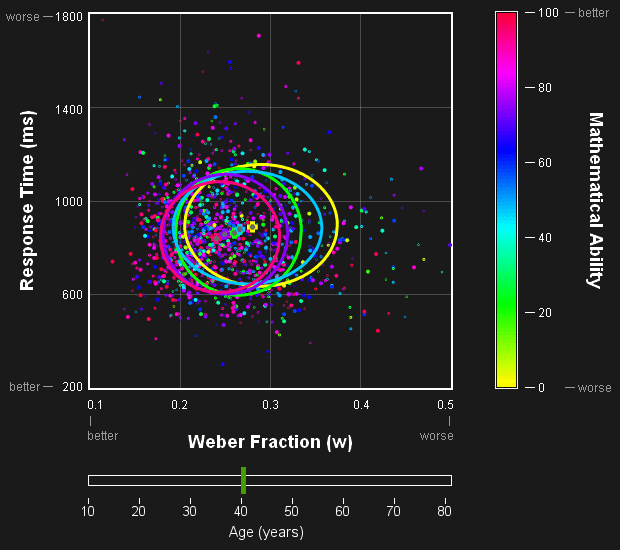 worse 1800
1400
1000
600
better 200
Response Time (ms)
0.1 0.2 0.3 0.4 0.5
better worse
Weber Fraction (w)
10 20 30 40 50 60 70 80
Age (years)
100 better
80
60
40
20
0 worse
Mathematical Ability